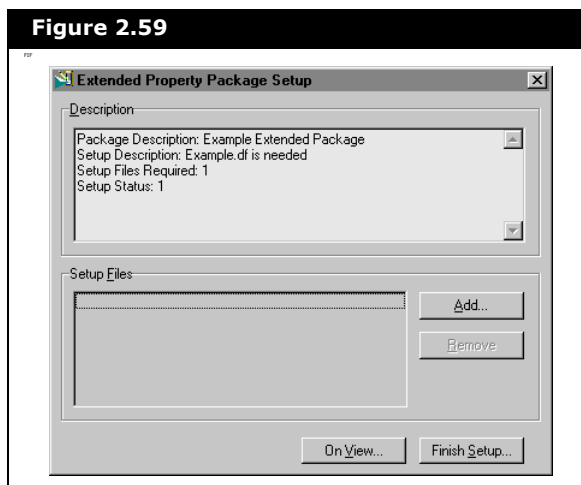 Figure 2.59
Extended Property Package Setup
Description
Package Description: Example Extended Package
Setup Description: Example.df is needed
Setup Files Required: 1
Setup Status: 1
Setup Files
Add...
Remove
On View...
Finish Setup...